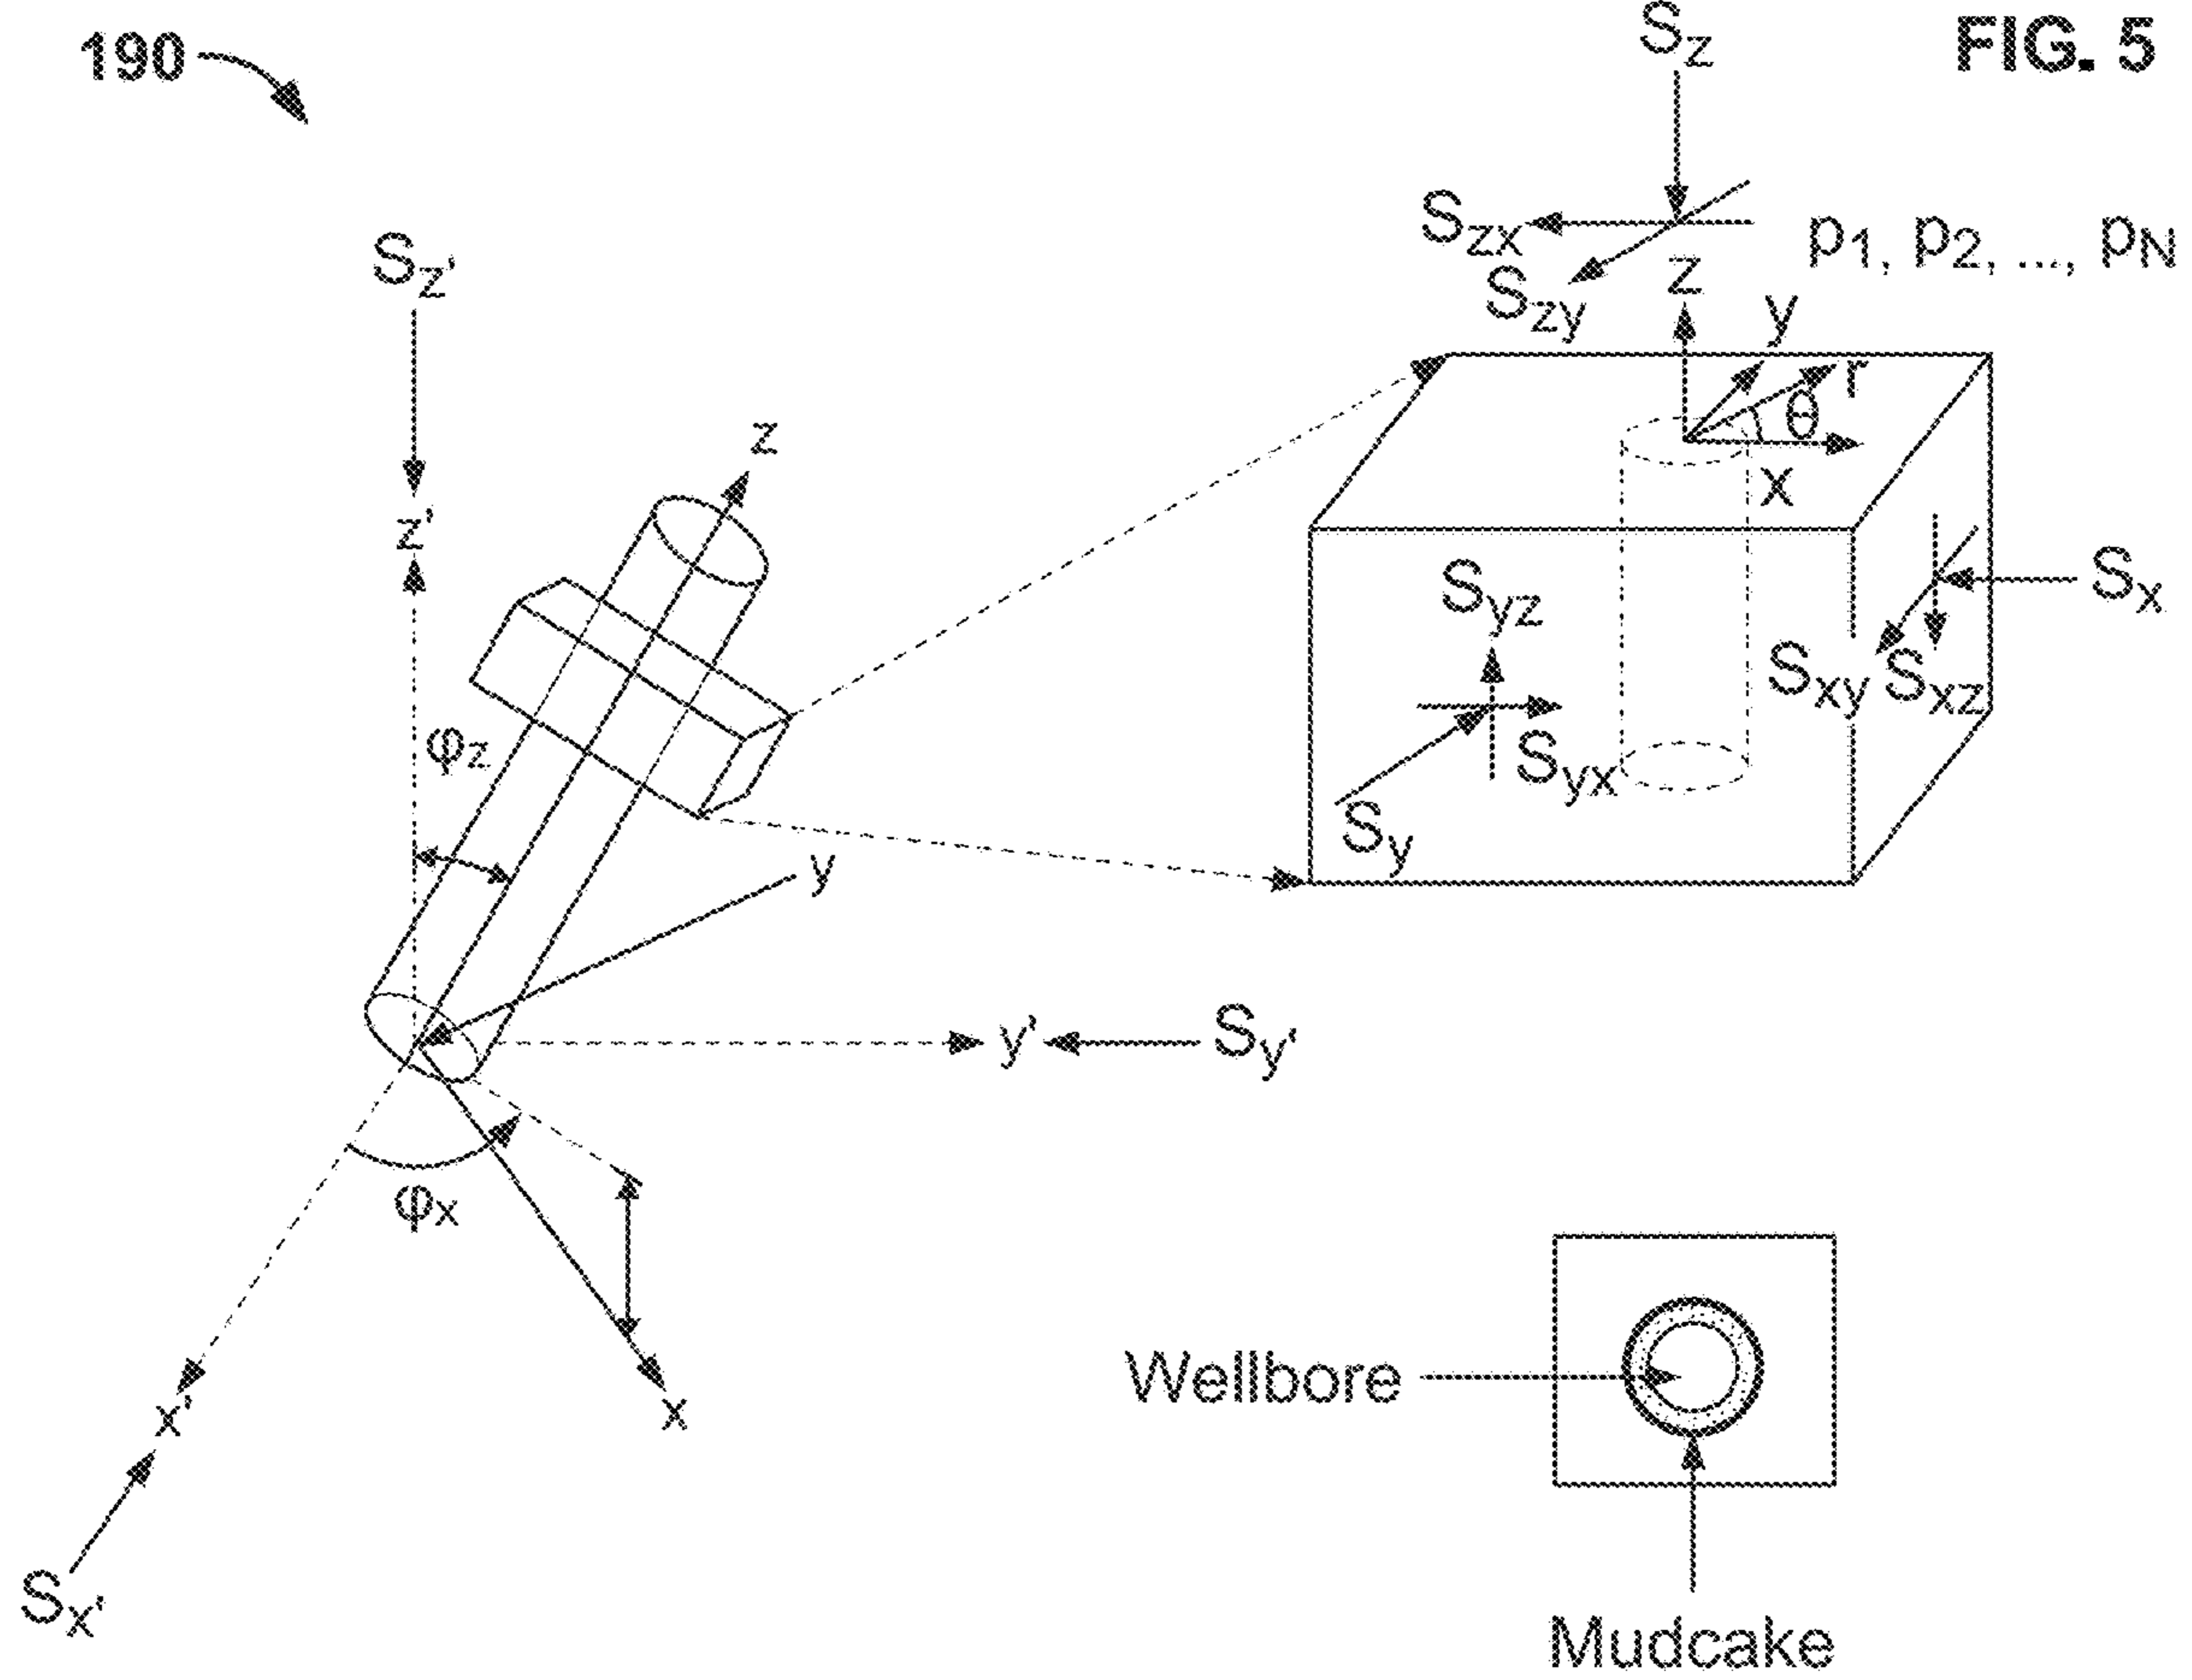 190
FIG. 5
Sz
Szx
p1, p2, ..., pN
Szy
z
y
r
θ
x
Sz'
z'
z
φz
Syz
Sx
Sxy
Sxz
Syx
Sy
y
y'
Sy'
φx
x'
x
Sx'
Wellbore
Mudcake